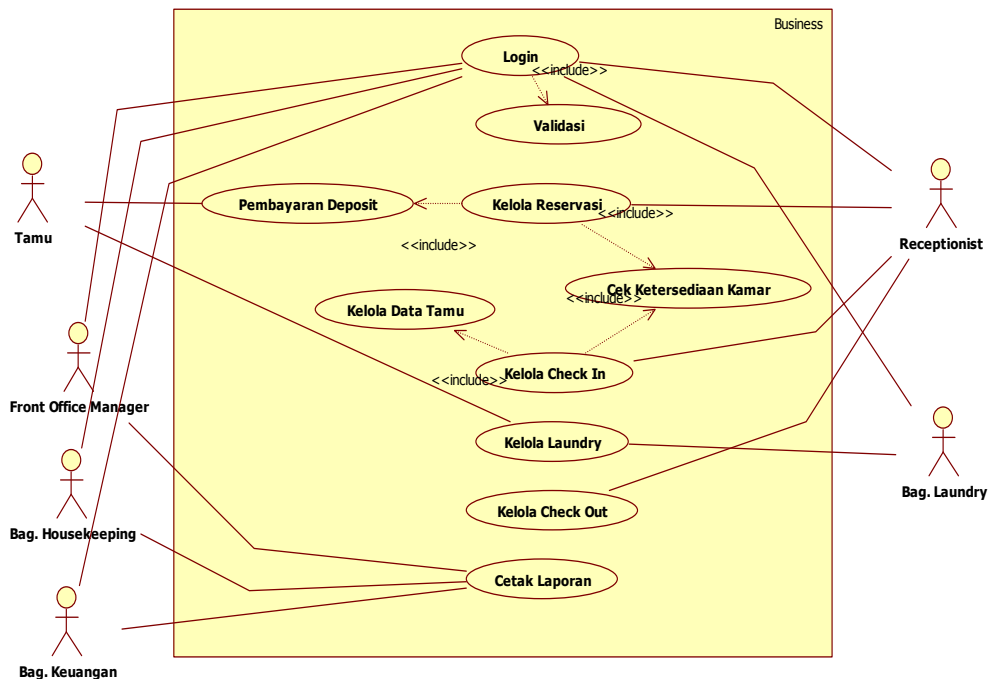 Business
Login
<<include>>
Validasi
Pembayaran Deposit
Kelola Reservasi
<<include>>
Tamu
Receptionist
<<include>>
Cek Ketersediaan Kamar
<<include>>
Kelola Data Tamu
Kelola Check In
<<include>>
Front Office Manager
Kelola Laundry
Bag. Laundry
Kelola Check Out
Bag. Housekeeping
Cetak Laporan
Bag. Keuangan